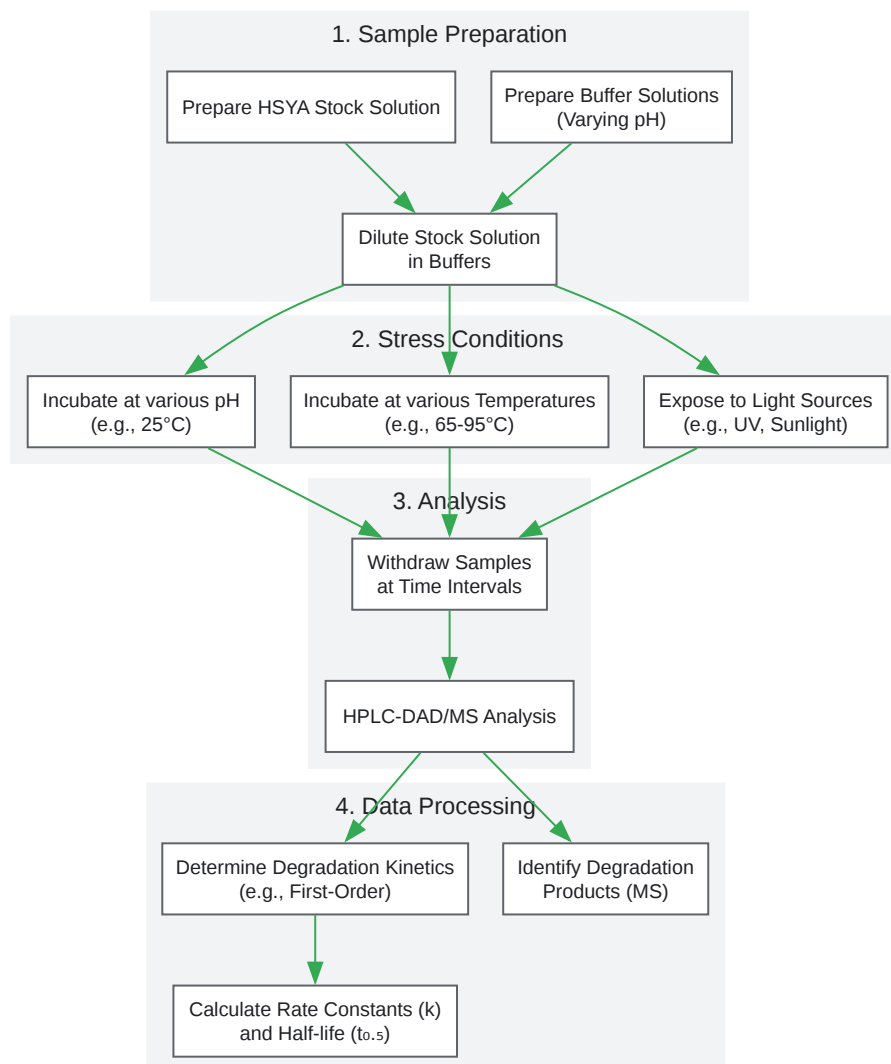 1. Sample Preparation
Prepare HSYA Stock Solution
Prepare Buffer Solutions
(Varying pH)
Dilute Stock Solution
in Buffers
2. Stress Conditions
Incubate at various pH
(e.g., 25°C)
Incubate at various Temperatures
(e.g., 65-95°C)
Expose to Light Sources
(e.g., UV, Sunlight)
3. Analysis
Withdraw Samples
at Time Intervals
HPLC-DAD/MS Analysis
4. Data Processing
Determine Degradation Kinetics
(e.g., First-Order)
Identify Degradation
Products (MS)
Calculate Rate Constants (k)
and Half-life (t₀.₅)